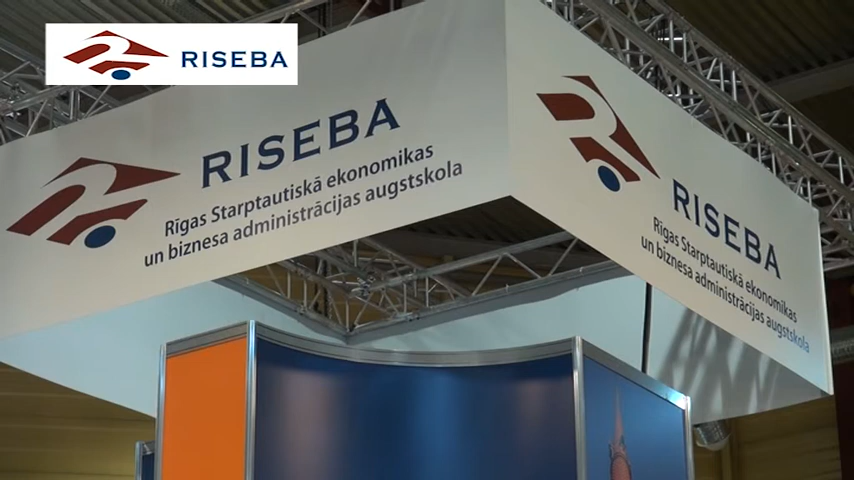 RISEBA
RISEBA
Rīgas Starptautiskā ekonomikas
un biznesa administrācijas augstskola
RISEBA
Rīgas Starptautiskā ekonomikas
un biznesa administrācijas augstskola